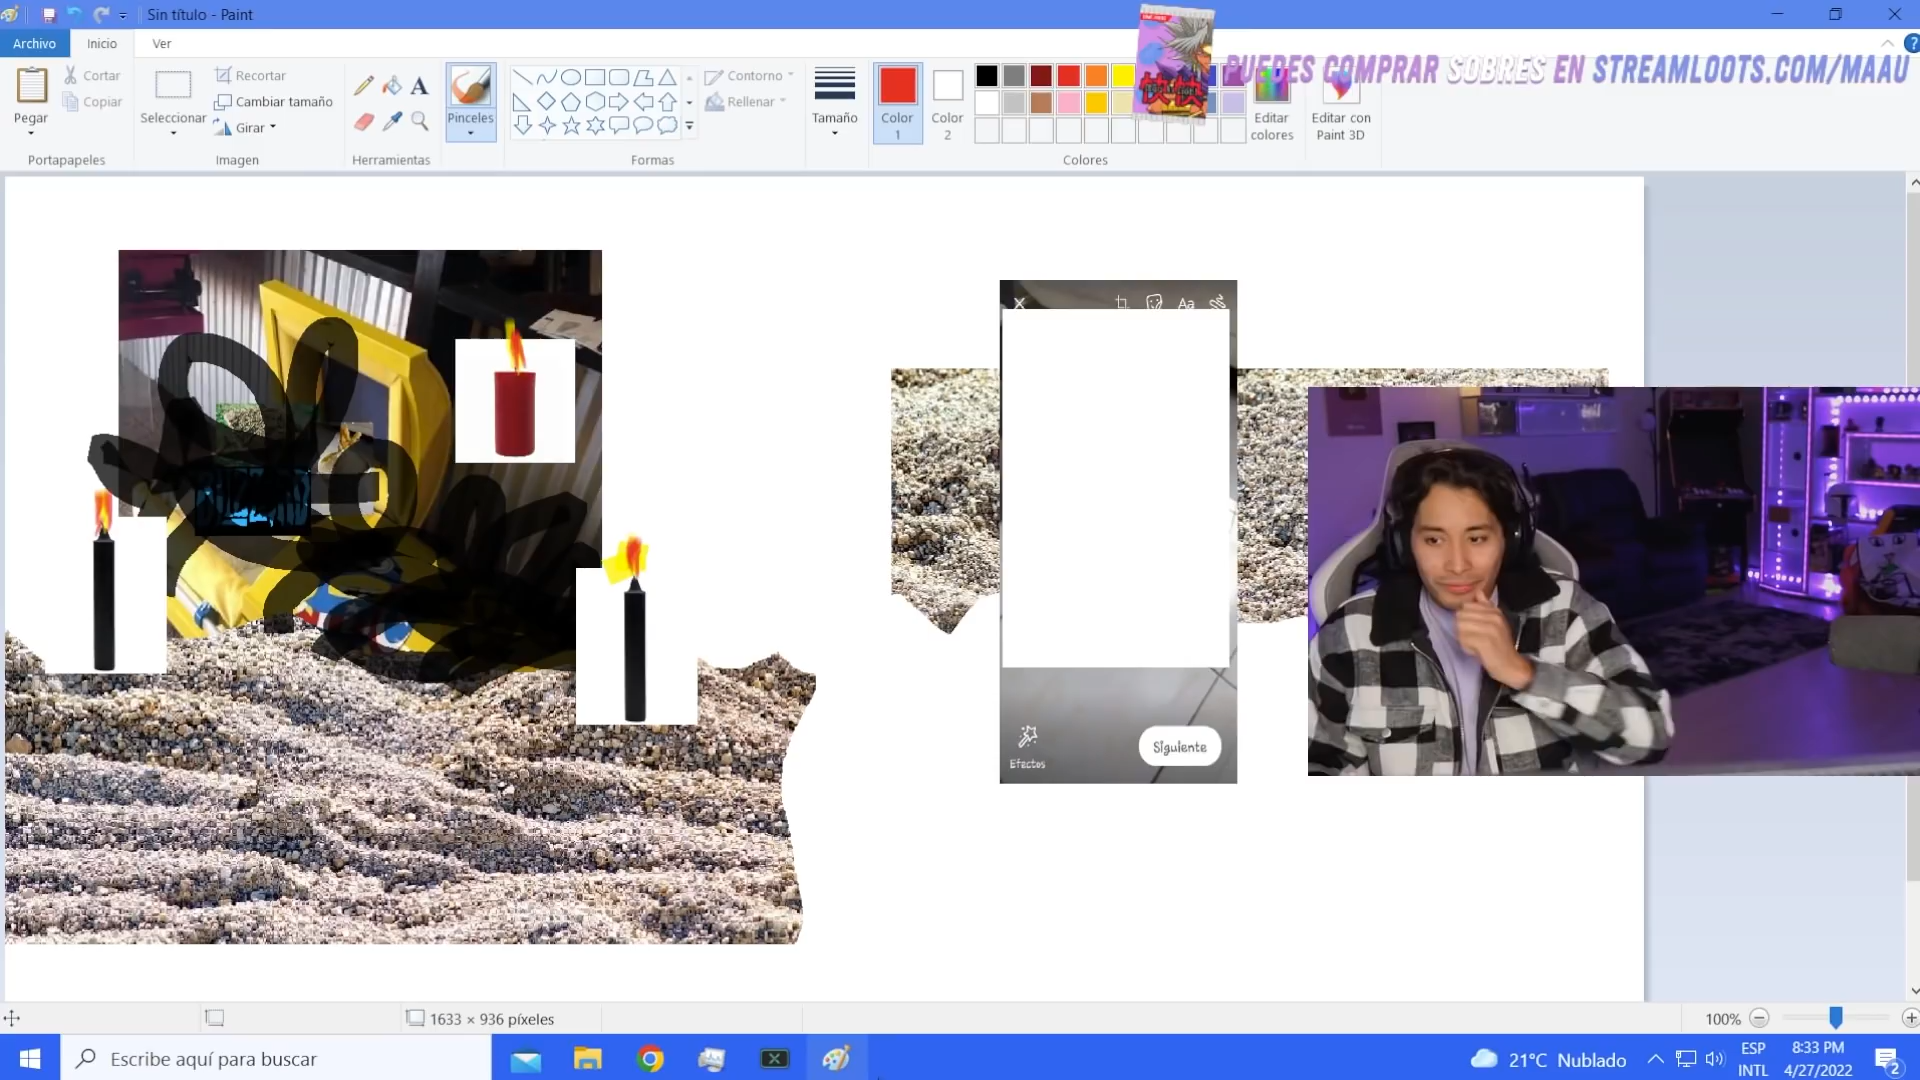 Sin título - Paint
Archivo Inicio Ver
PUEDES COMPRAR SOBRES EN STREAMLOOTS.COM/MAAU
Pegar
Cortar
Copiar
Portapapeles
Seleccionar
Recortar
Cambiar tamaño
Girar
Imagen
A
Herramientas
Pinceles
Contorno
Rellenar
Formas
Tamaño
Color
1
Color
2
Colores
Editar
colores
Editar con
Paint 3D
Aa
Efectos
Siguiente
1633 × 936 píxeles
100%
Escribe aquí para buscar
21°C Nublado
ESP
INTL
8:33 PM
4/27/2022
2